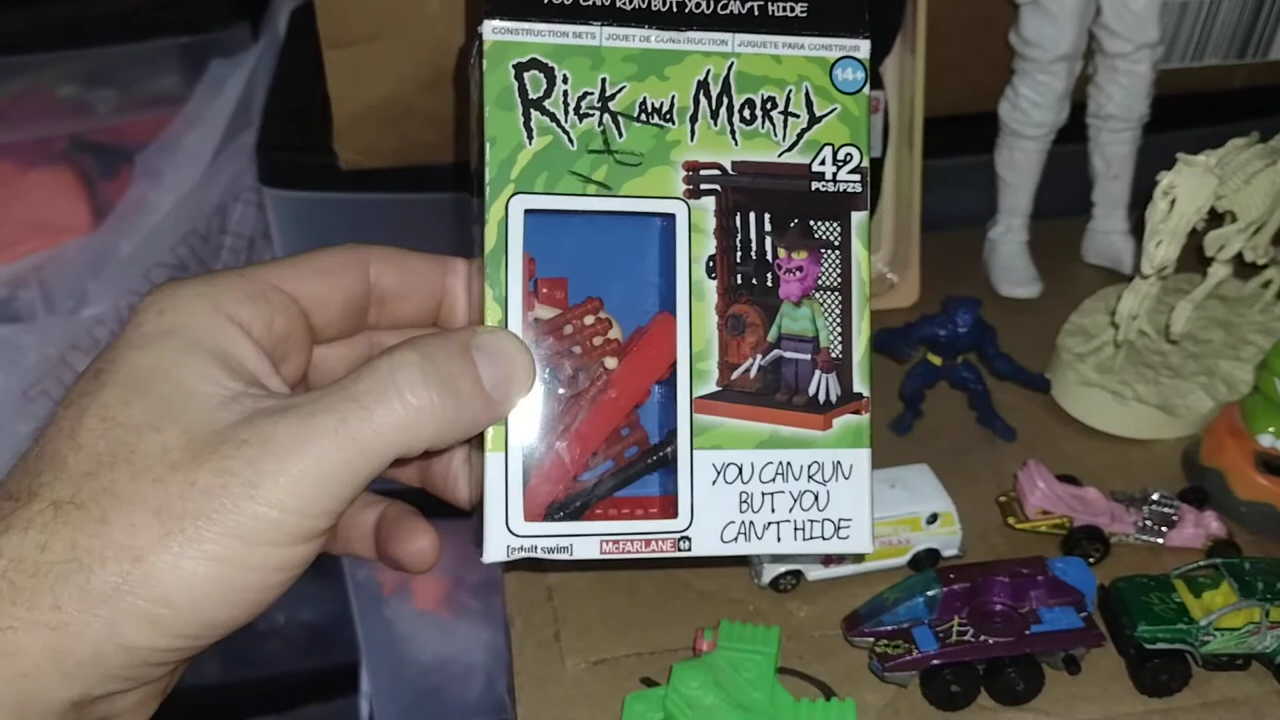 YOU CAN RUN BUT YOU CAN'T HIDE
CONSTRUCTION SETS JOUET DE CONSTRUCTION JUGUETE PARA CONSTRUIR
14+
RICK AND MORTY
42
PCS/PZS
YOU CAN RUN
BUT YOU
CAN'T HIDE
[adult swim] McFARLANE